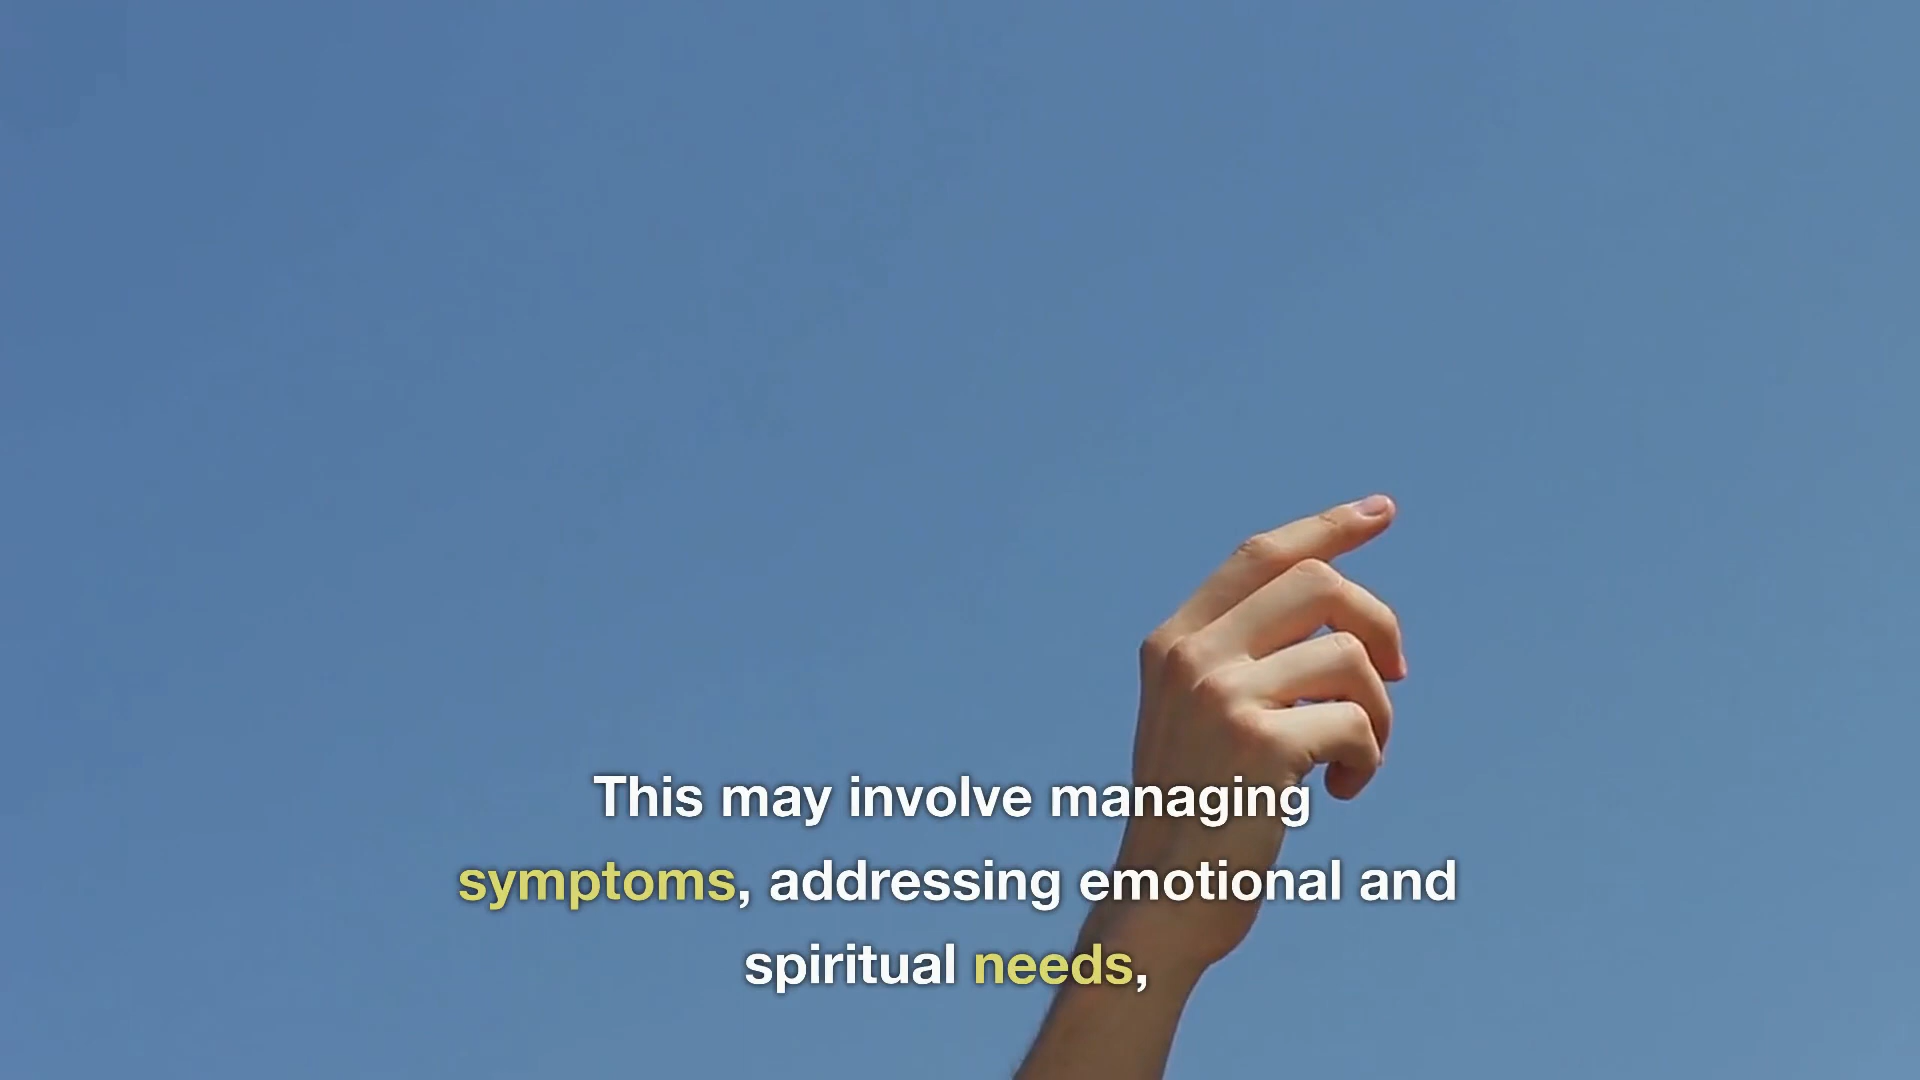 This may involve managing
symptoms, addressing emotional and
spiritual needs,